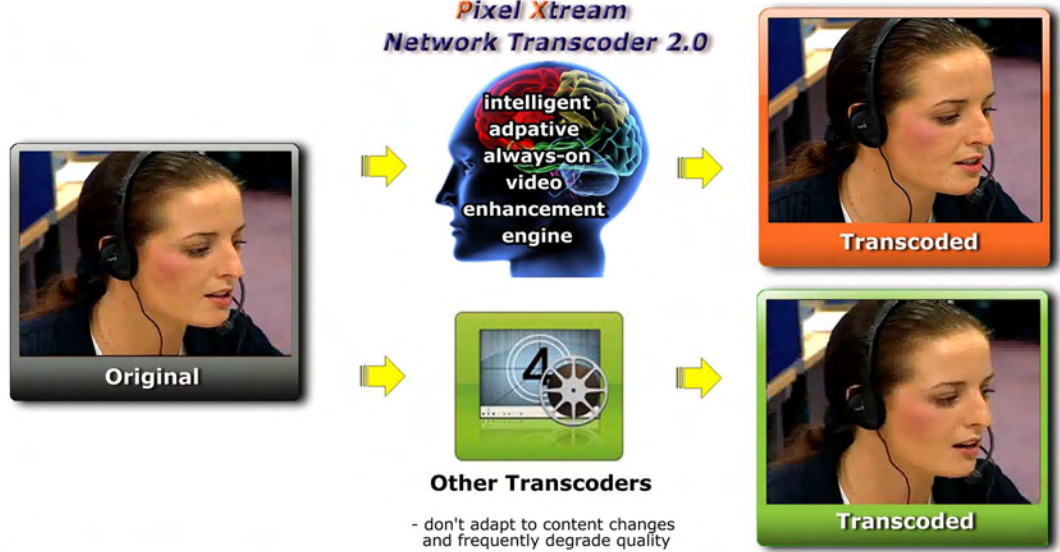 Pixel Xtream
Network Transcoder 2.0
intelligent
adpative
always-on
video
enhancement
engine
Transcoded
Original
4
Other Transcoders
- don't adapt to content changes
and frequently degrade quality
Transcoded